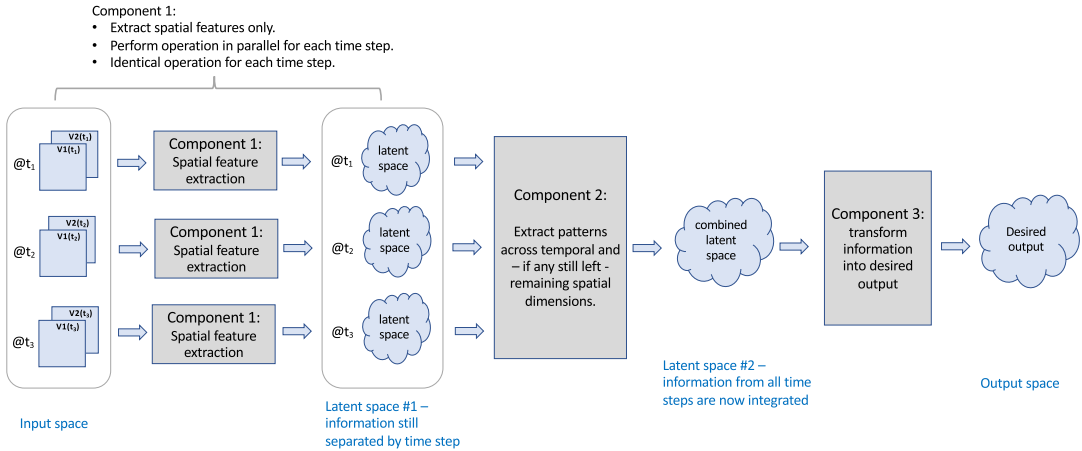 Component 1:
• Extract spatial features only.
• Perform operation in parallel for each time step.
• Identical operation for each time step.
@t₁
V2(t₁)
V1(t₁)
Component 1:
Spatial feature
extraction
@t₁
latent
space
@t₂
V2(t₂)
V1(t₂)
Component 1:
Spatial feature
extraction
@t₂
latent
space
@t₃
V2(t₃)
V1(t₃)
Component 1:
Spatial feature
extraction
@t₃
latent
space
Component 2:
Extract patterns
across temporal and
– if any still left -
remaining spatial
dimensions.
combined
latent
space
Component 3:
transform
information
into desired
output
Desired
output
Input space
Latent space #1 –
information still
separated by time step
Latent space #2 –
information from all time
steps are now integrated
Output space